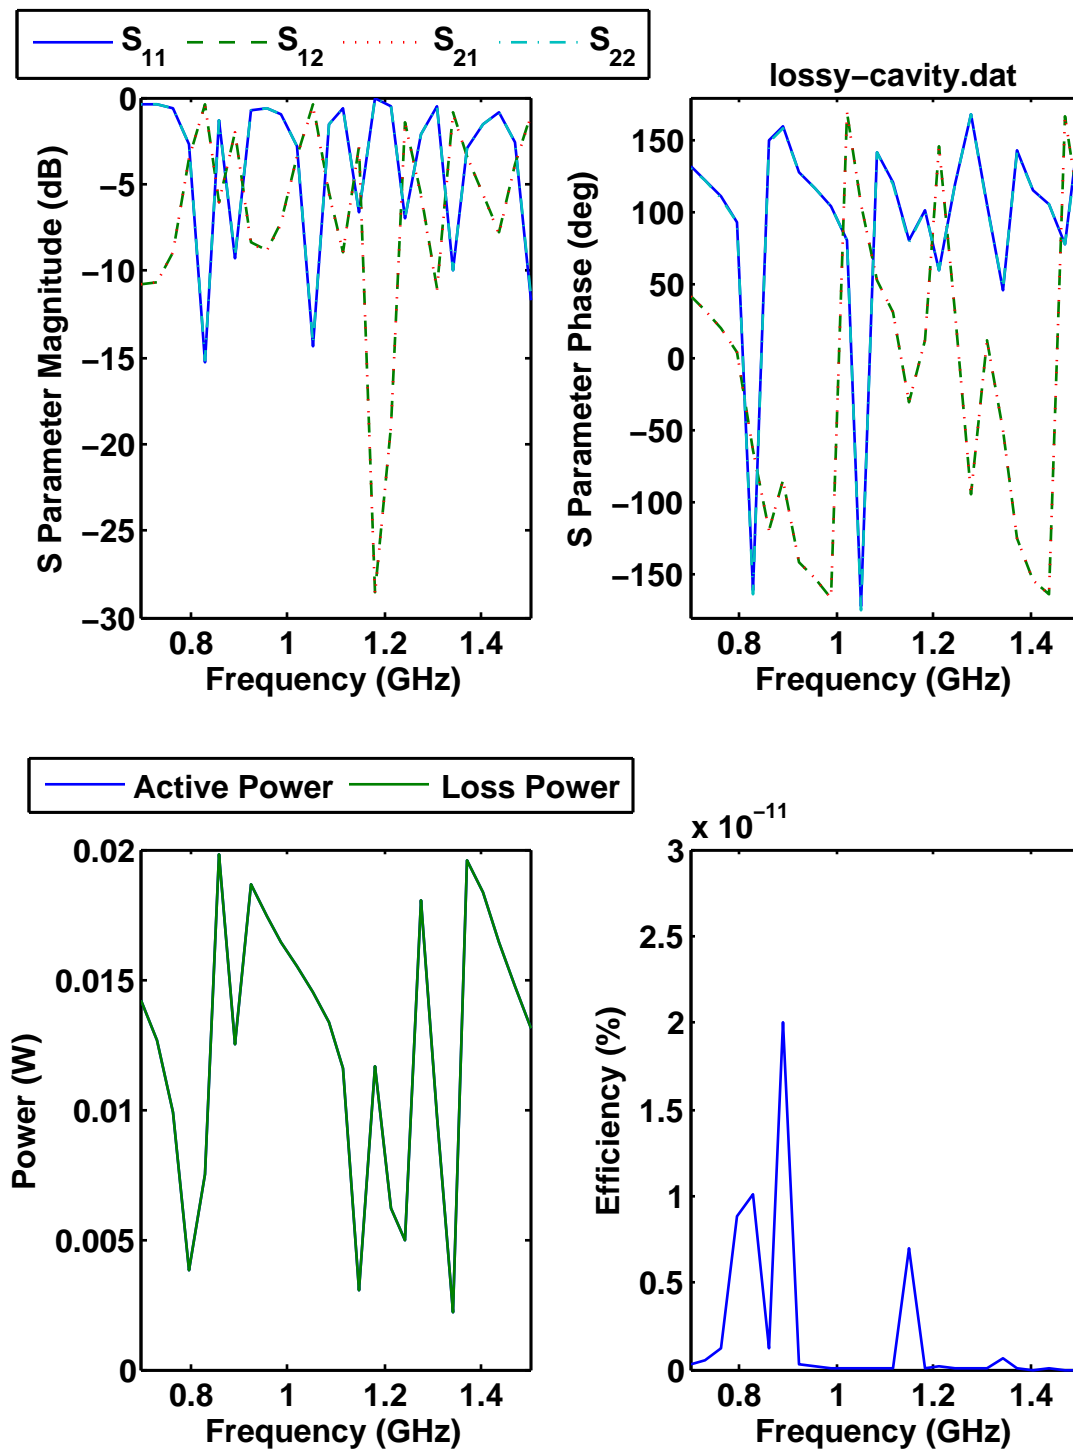 S11 S12 S21 S22
lossy−cavity.dat
0
−5
−10
−15
−20
−25
−30
0.8 1 1.2 1.4
Frequency (GHz)
S Parameter Magnitude (dB)
150
100
50
0
−50
−100
−150
0.8 1 1.2 1.4
Frequency (GHz)
S Parameter Phase (deg)
Active Power Loss Power
0.02
0.015
0.01
0.005
0
0.8 1 1.2 1.4
Frequency (GHz)
Power (W)
x 10−11
3
2.5
2
1.5
1
0.5
0
0.8 1 1.2 1.4
Frequency (GHz)
Efficiency (%)